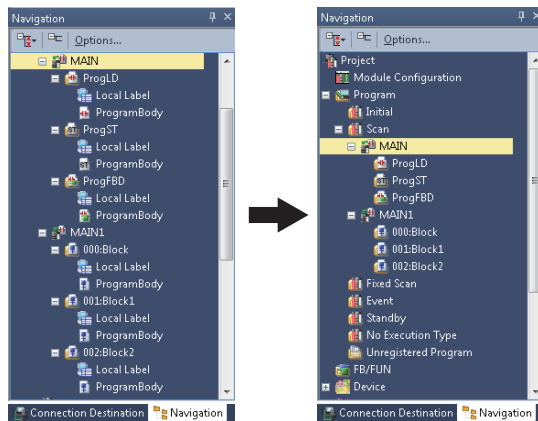 Navigation
Options...
MAIN
ProgLD
Local Label
ProgramBody
ProgST
Local Label
ProgramBody
ProgFBD
Local Label
ProgramBody
MAIN1
000:Block
Local Label
ProgramBody
001:Block1
Local Label
ProgramBody
002:Block2
Local Label
ProgramBody
Connection Destination
Navigation
Navigation
Options...
Project
Module Configuration
Program
Initial
Scan
MAIN
ProgLD
ProgST
ProgFBD
MAIN1
000:Block
001:Block1
002:Block2
Fixed Scan
Event
Standby
No Execution Type
Unregistered Program
FB/FUN
Device
Connection Destination
Navigation